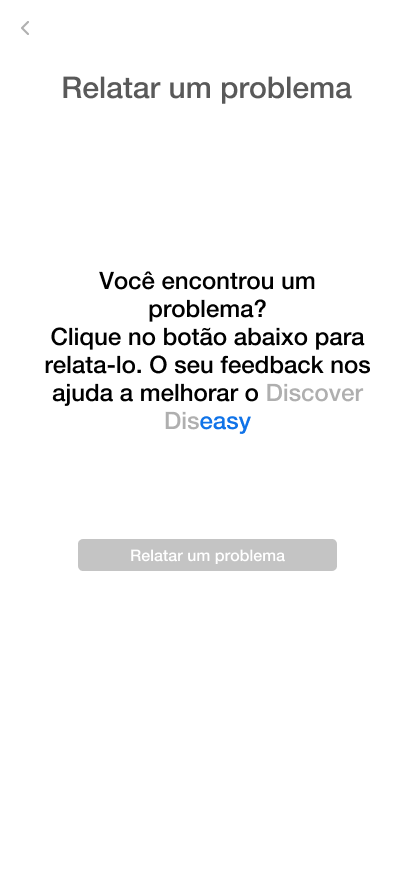 Relatar um problema
Você encontrou um
problema?
Clique no botão abaixo para
relata-lo. O seu feedback nos
ajuda a melhorar o Discover
Diseasy
Relatar um problema